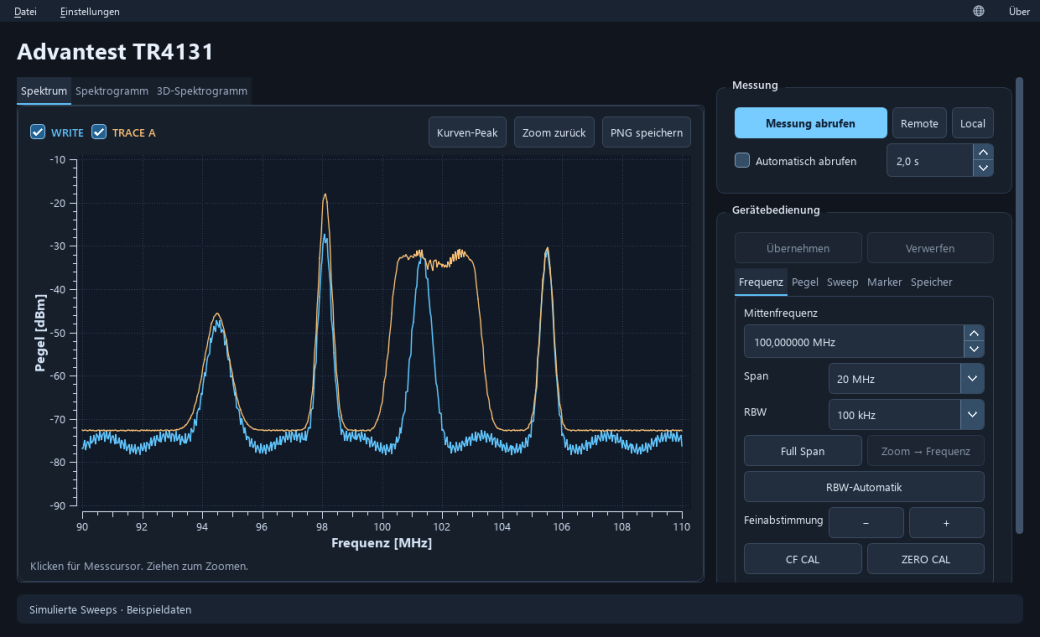 Datei Einstellungen Über
Advantest TR4131
Spektrum Spektrogramm 3D-Spektrogramm
WRITE TRACE A Kurven-Peak Zoom zurück PNG speichern
-10
-20
-30
-40
-50
-60
-70
-80
-90
Pegel [dBm]
90 92 94 96 98 100 102 104 106 108 110
Frequenz [MHz]
Klicken für Messcursor. Ziehen zum Zoomen.
Messung
Messung abrufen Remote Local
Automatisch abrufen 2,0 s
Gerätebedienung
Übernehmen Verwerfen
Frequenz Pegel Sweep Marker Speicher
Mittenfrequenz
100,000000 MHz
Span 20 MHz
RBW 100 kHz
Full Span Zoom → Frequenz
RBW-Automatik
Feinabstimmung − +
CF CAL ZERO CAL
Simulierte Sweeps · Beispieldaten